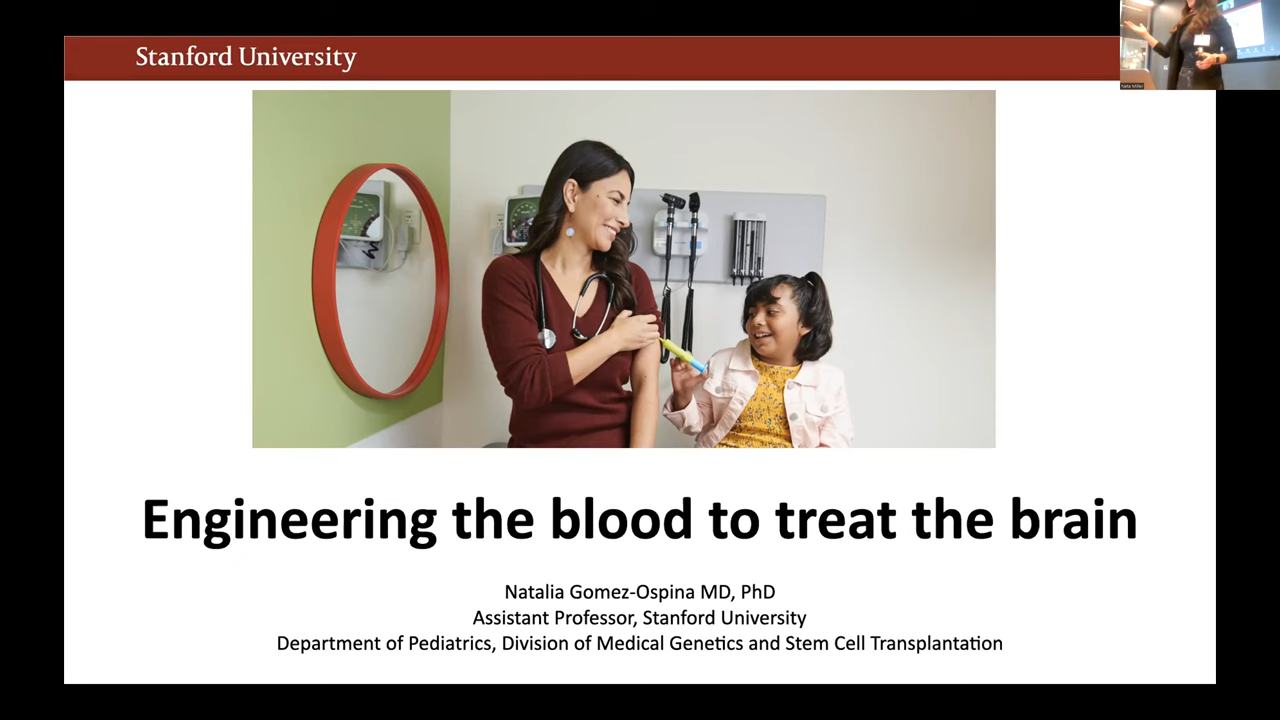 Stanford University
Engineering the blood to treat the brain
Natalia Gomez-Ospina MD, PhD
Assistant Professor, Stanford University
Department of Pediatrics, Division of Medical Genetics and Stem Cell Transplantation